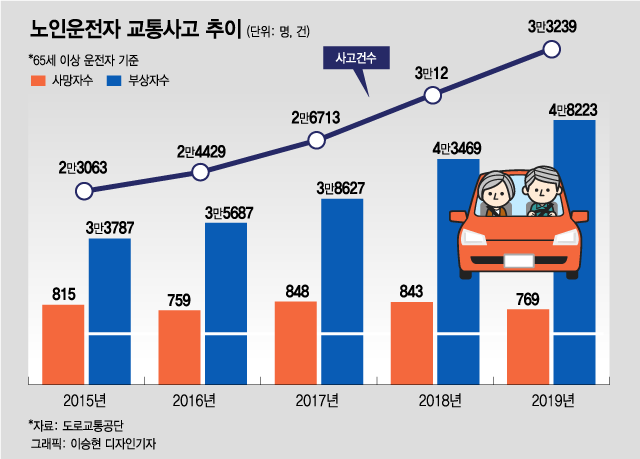 노인운전자 교통사고 추이 (단위: 명, 건)
*65세 이상 운전자 기준
사망자수 부상자수
사고건수
2만3063 2만4429 2만6713 3만12 3만3239
3만3787 3만5687 3만8627 4만3469 4만8223
815 759 848 843 769
2015년 2016년 2017년 2018년 2019년
*자료: 도로교통공단
그래픽: 이승현 디자인기자